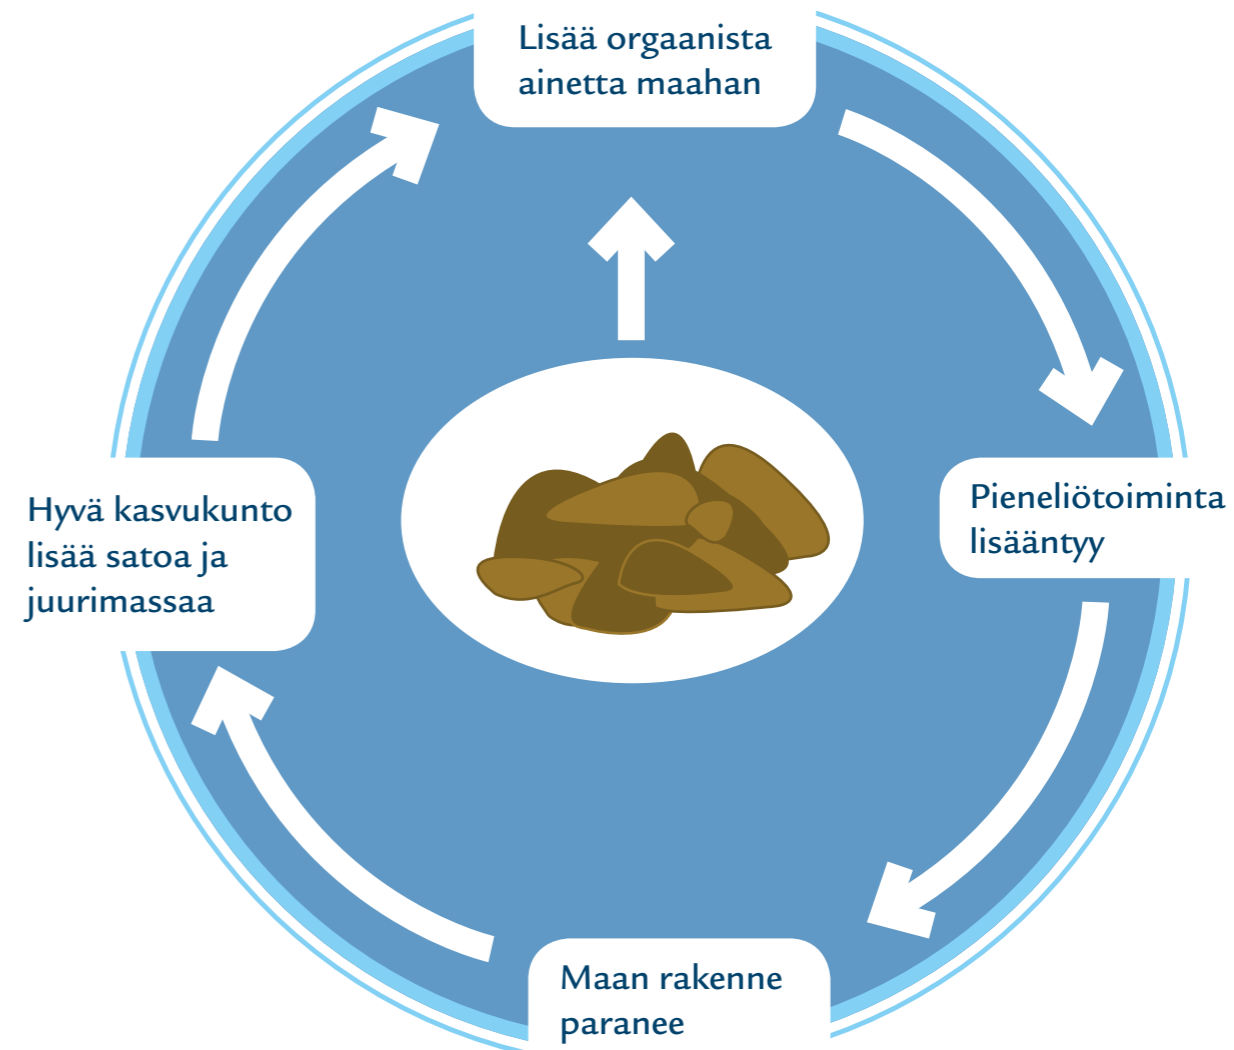 Lisää orgaanista
ainetta maahan
Pieneliötoiminta
lisääntyy
Hyvä kasvukunto
lisää satoa ja
juurimassaa
Maan rakenne
paranee